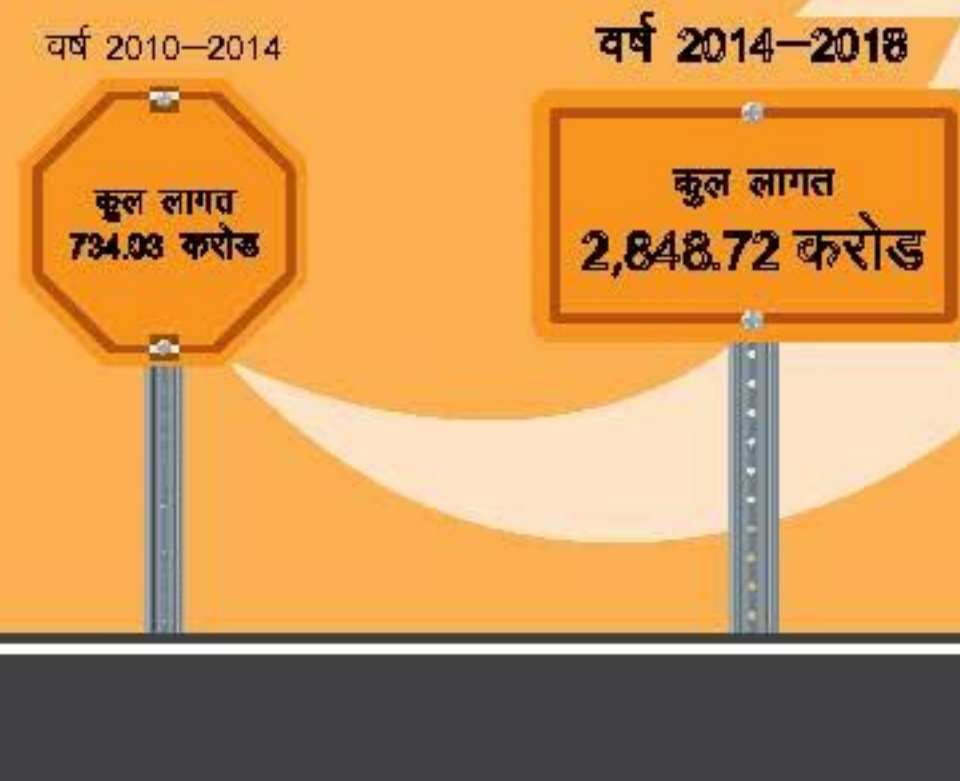 वर्ष 2010–2014
वर्ष 2014–2018
कुल लागत
734.03 करोड
कुल लागत
2,848.72 करोड